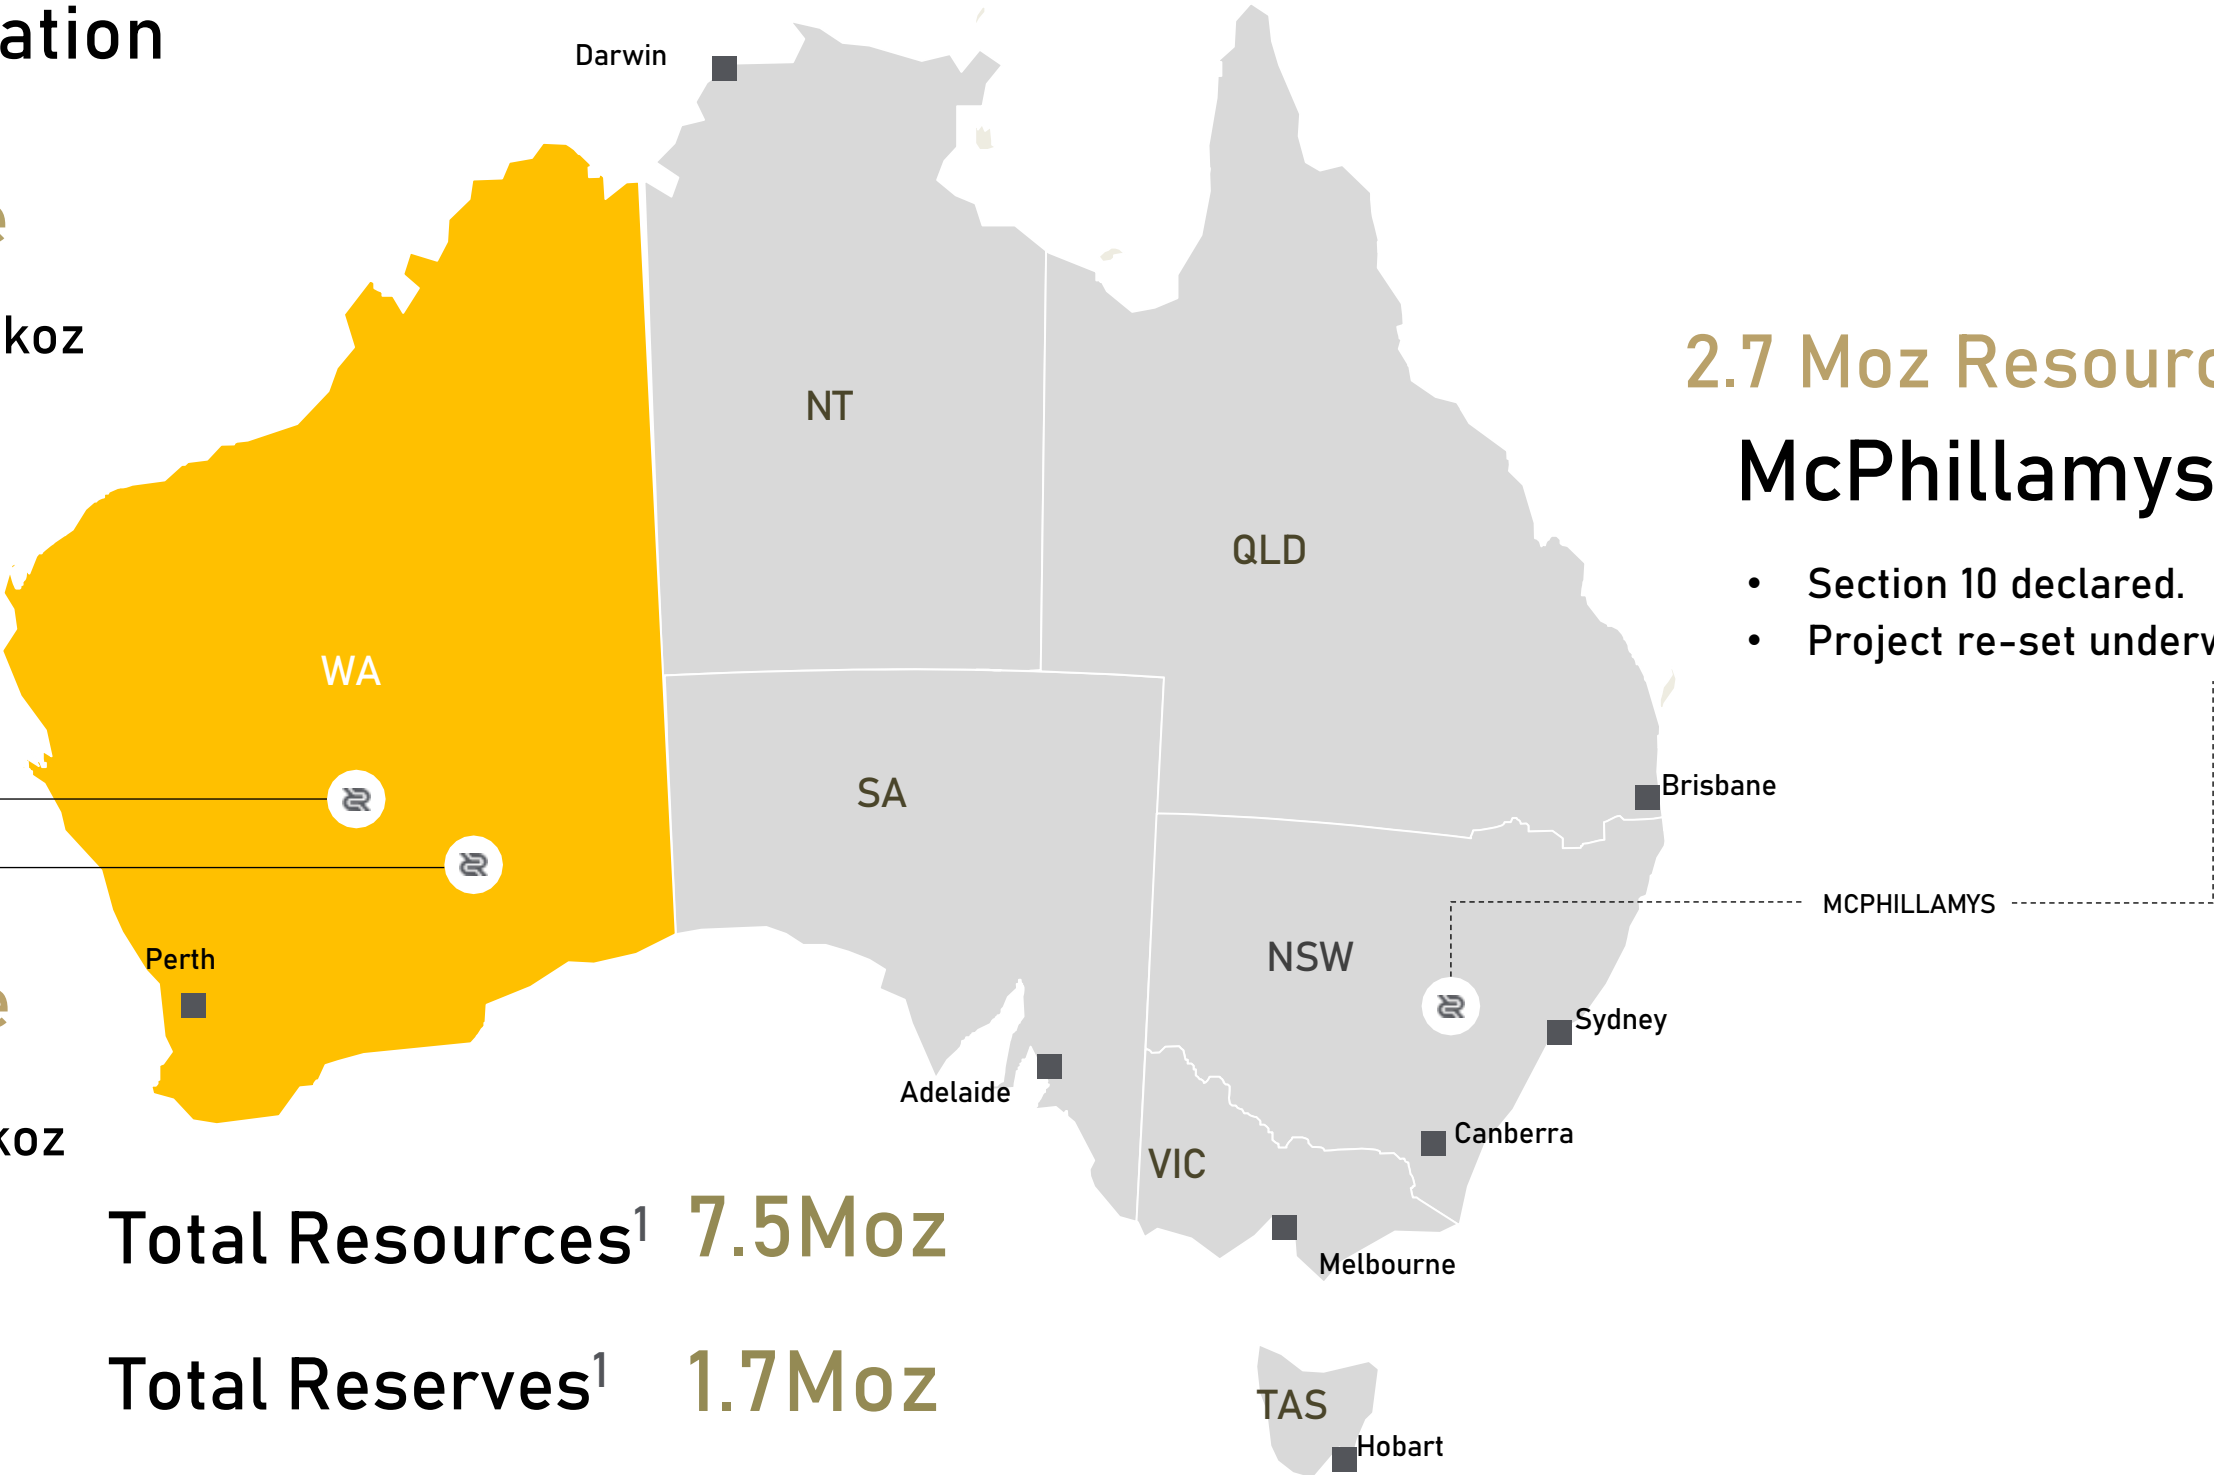 ation
Darwin
e
koz
NT
2.7 Moz Resourc
McPhillamys
QLD
• Section 10 declared.
• Project re-set underw
WA
SA
Brisbane
MCPHILLAMYS
NSW
Perth
e
Sydney
Adelaide
koz
Canberra
VIC
Total Resources¹ 7.5Moz
Melbourne
Total Reserves¹ 1.7Moz
TAS
Hobart